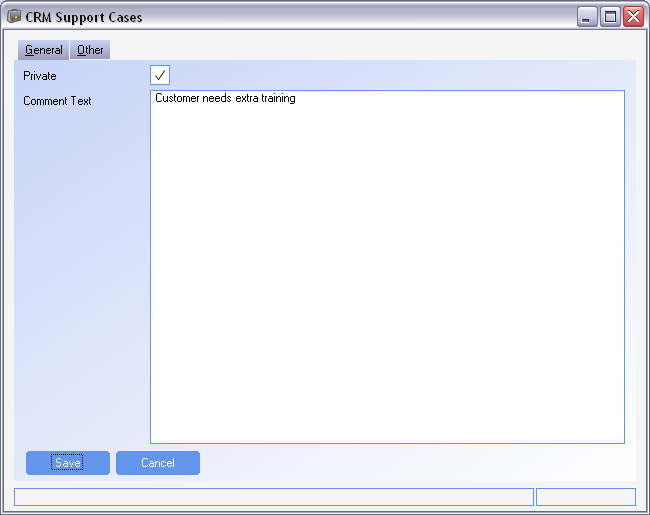 CRM Support Cases
General Other
Private
Comment Text
Customer needs extra training
Save Cancel